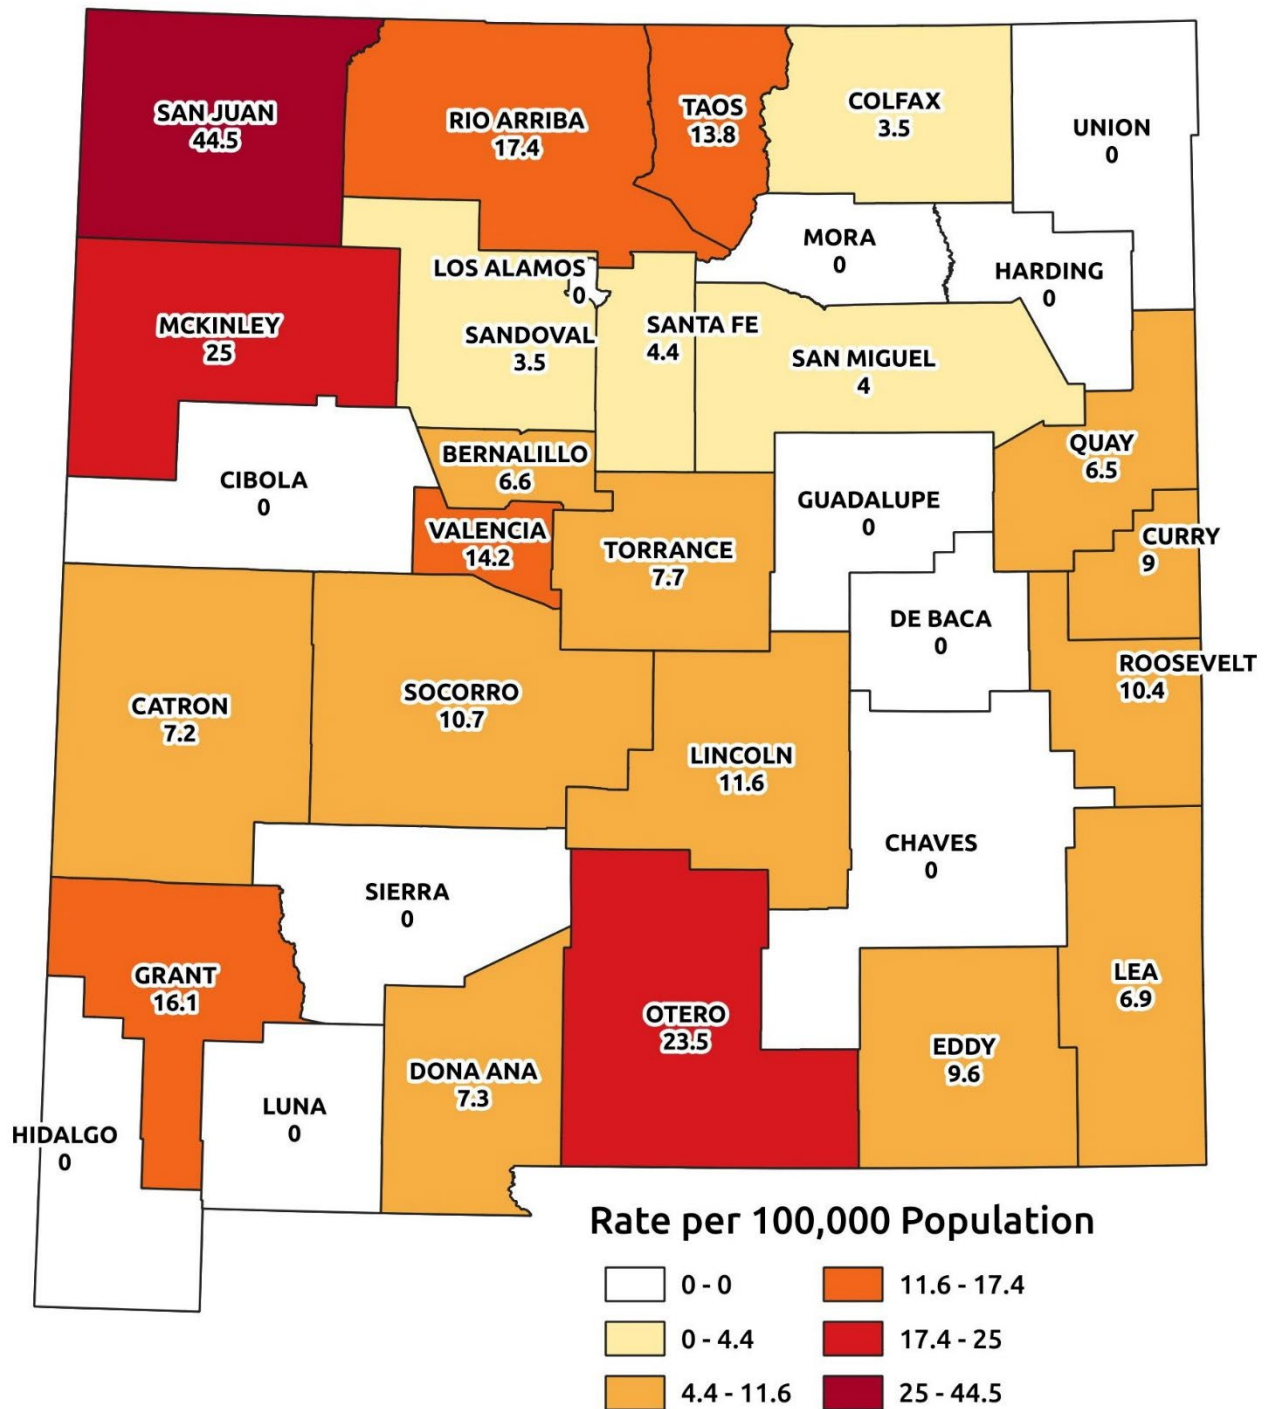 SAN JUAN
44.5
RIO ARRIBA
17.4
TAOS
13.8
COLFAX
3.5
UNION
0
MORA
0
HARDING
0
LOS ALAMOS
0
MCKINLEY
25
SANDOVAL
3.5
SANTA FE
4.4
SAN MIGUEL
4
QUAY
6.5
BERNALILLO
6.6
CIBOLA
0
GUADALUPE
0
VALENCIA
14.2
TORRANCE
7.7
CURRY
9
DE BACA
0
ROOSEVELT
10.4
CATRON
7.2
SOCORRO
10.7
LINCOLN
11.6
CHAVES
0
SIERRA
0
GRANT
16.1
LEA
6.9
OTERO
23.5
EDDY
9.6
DONA ANA
7.3
LUNA
0
HIDALGO
0
Rate per 100,000 Population
0 - 0
11.6 - 17.4
0 - 4.4
17.4 - 25
4.4 - 11.6
25 - 44.5